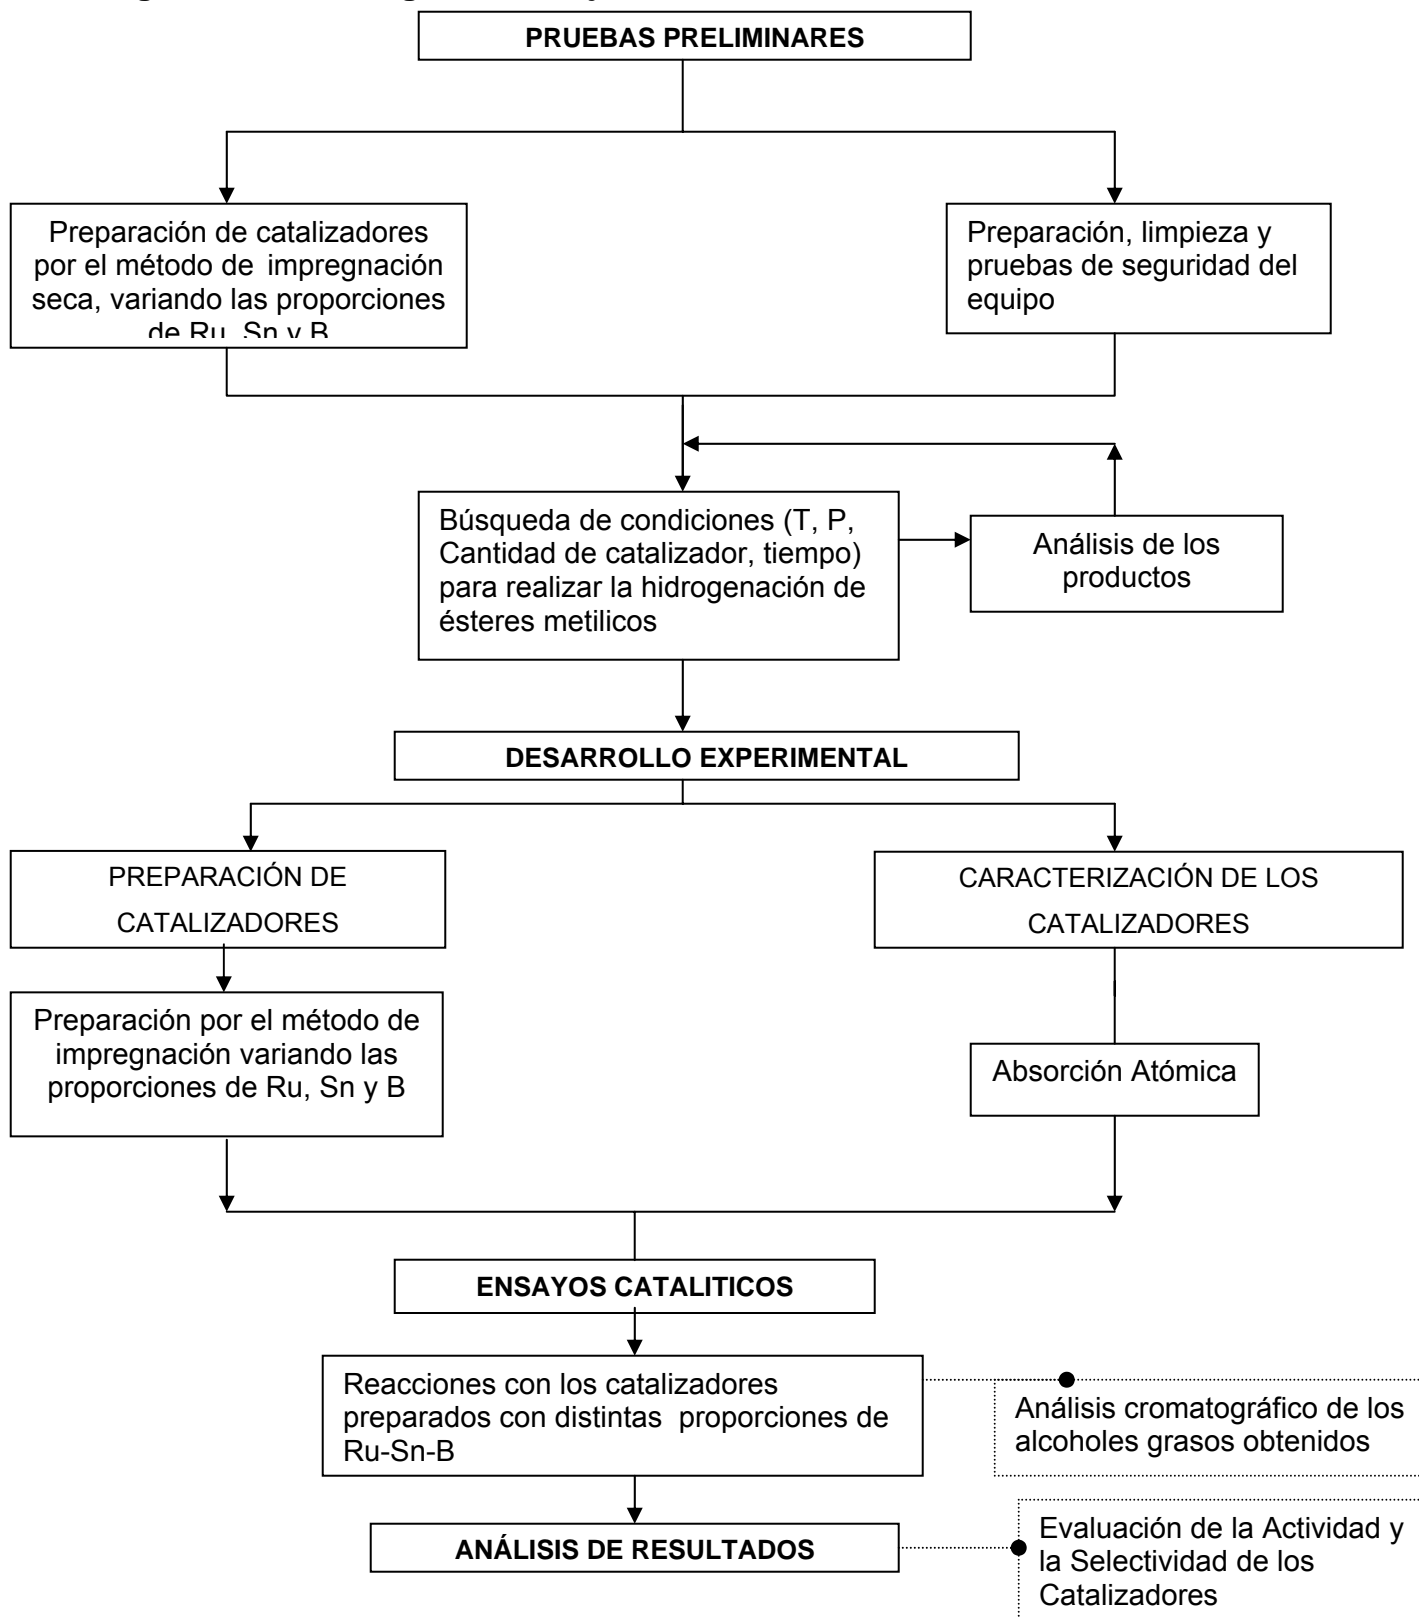 PRUEBAS PRELIMINARES
Preparación de catalizadores
por el método de impregnación
seca, variando las proporciones
de Ru, Sn y B
Preparación, limpieza y
pruebas de seguridad del
equipo
Búsqueda de condiciones (T, P,
Cantidad de catalizador, tiempo)
para realizar la hidrogenación de
ésteres metilicos
Análisis de los
productos
DESARROLLO EXPERIMENTAL
PREPARACIÓN DE
CATALIZADORES
CARACTERIZACIÓN DE LOS
CATALIZADORES
Preparación por el método de
impregnación variando las
proporciones de Ru, Sn y B
Absorción Atómica
ENSAYOS CATALITICOS
Reacciones con los catalizadores
preparados con distintas proporciones de
Ru-Sn-B
Análisis cromatográfico de los
alcoholes grasos obtenidos
ANÁLISIS DE RESULTADOS
Evaluación de la Actividad y
la Selectividad de los
Catalizadores